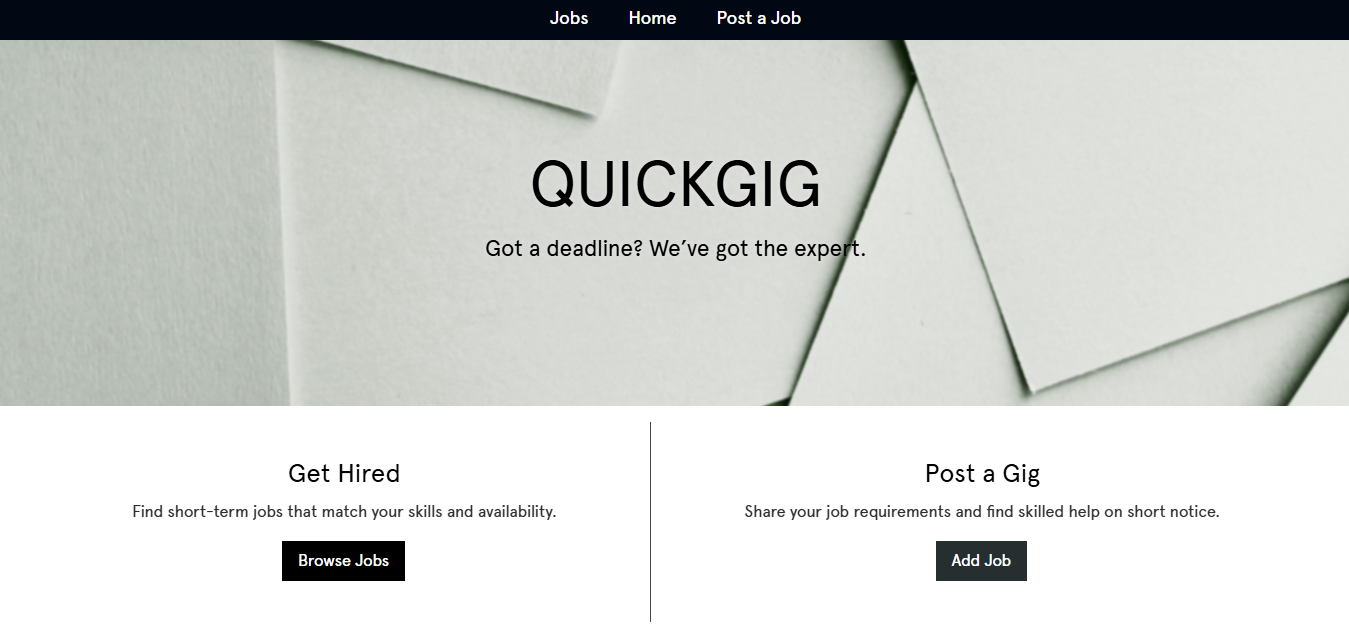 Jobs Home Post a Job
QUICKGIG
Got a deadline? We’ve got the expert.
Get Hired
Find short-term jobs that match your skills and availability.
Browse Jobs
Post a Gig
Share your job requirements and find skilled help on short notice.
Add Job